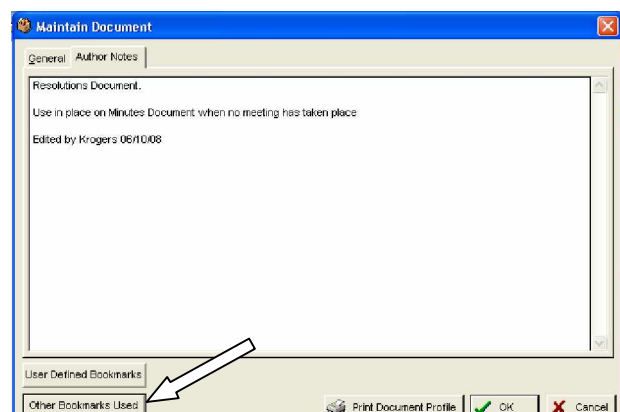 Maintain Document
General Author Notes
Resolutions Document.
Use in place on Minutes Document when no meeting has taken place
Edited by Krogers 06/10/08
User Defined Bookmarks
Other Bookmarks Used Print Document Profile OK Cancel